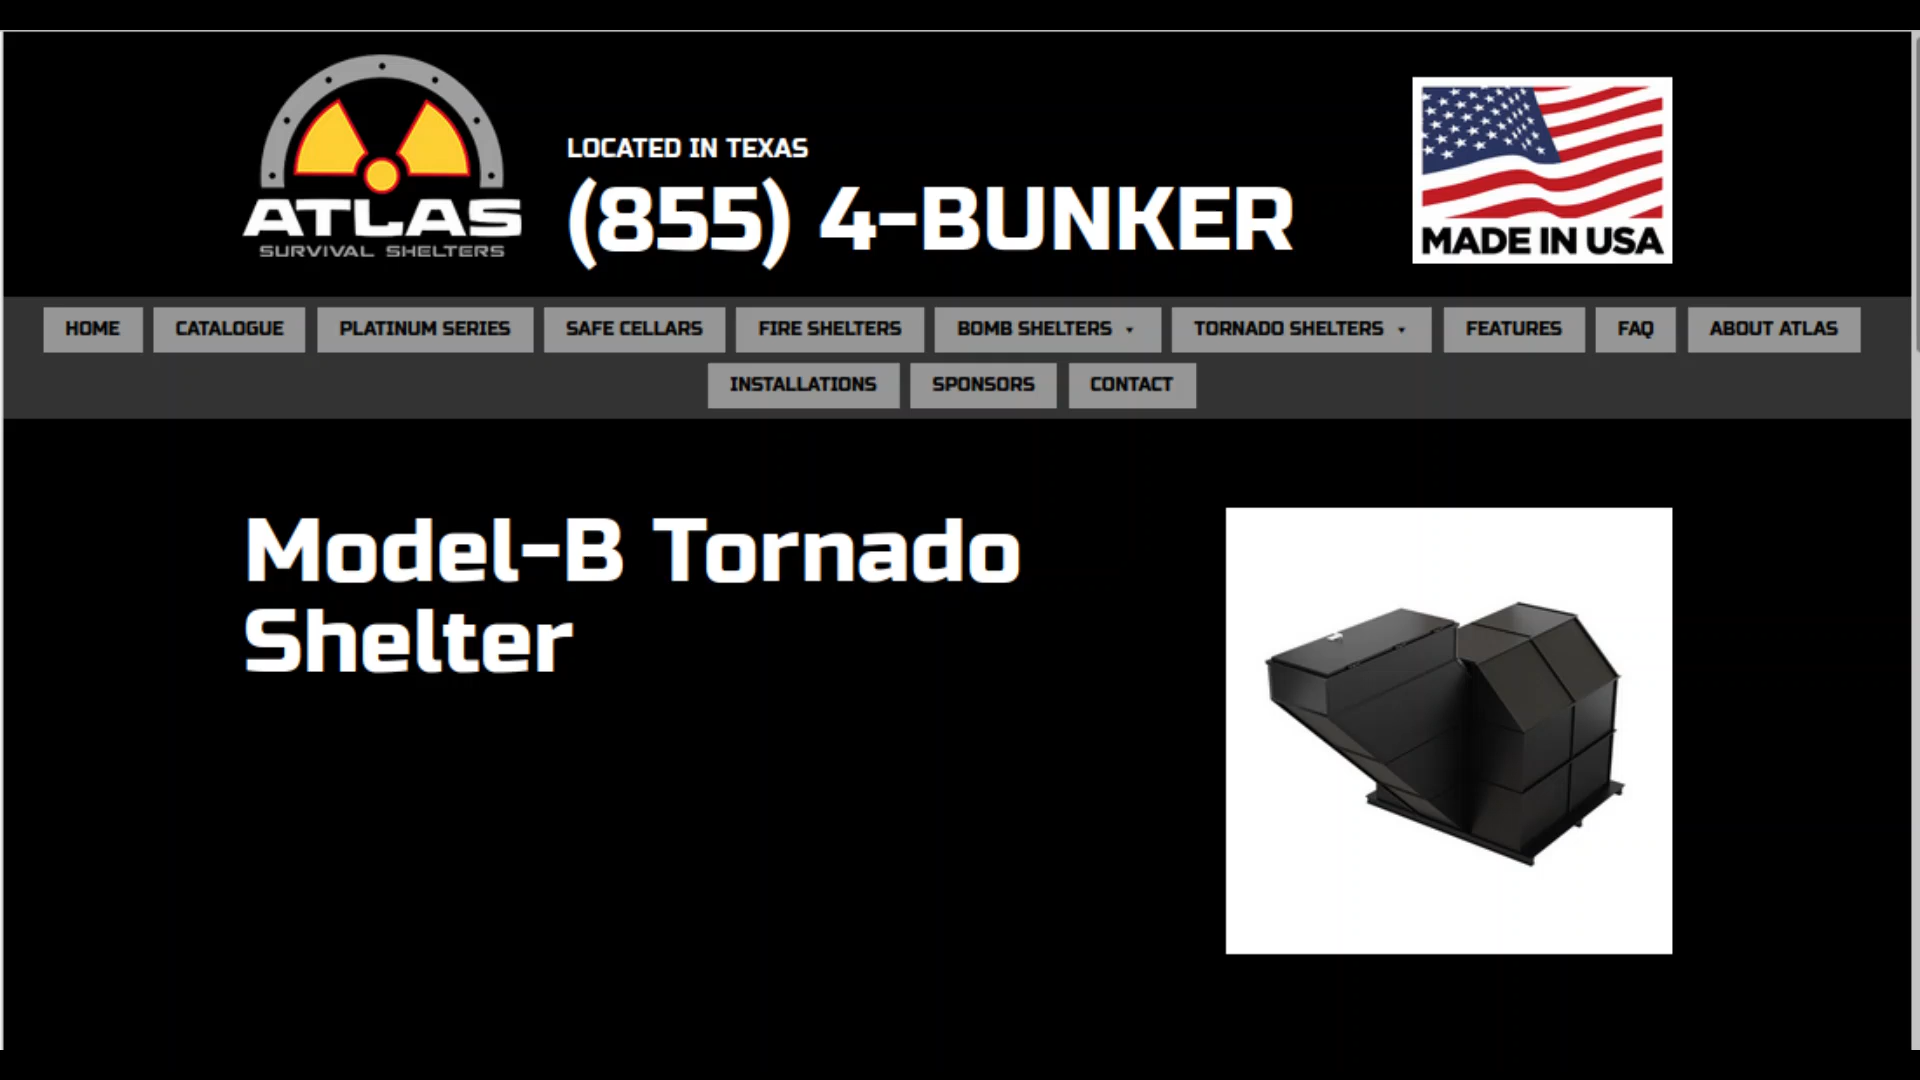 ATLAS
SURVIVAL SHELTERS
LOCATED IN TEXAS
(855) 4-BUNKER
MADE IN USA
HOME CATALOGUE PLATINUM SERIES SAFE CELLARS FIRE SHELTERS BOMB SHELTERS TORNADO SHELTERS FEATURES FAQ ABOUT ATLAS
INSTALLATIONS SPONSORS CONTACT
Model-B Tornado
Shelter